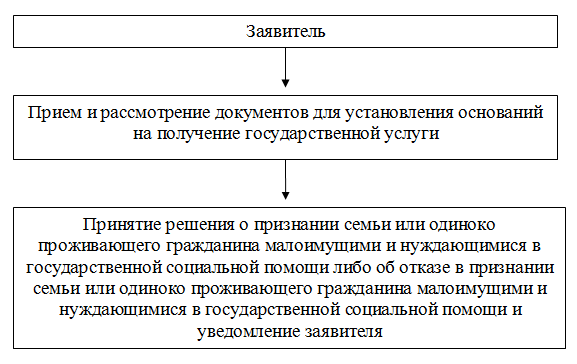 Заявитель
Прием и рассмотрение документов для установления оснований
на получение государственной услуги
Принятие решения о признании семьи или одиноко
проживающего гражданина малоимущими и нуждающимися в
государственной социальной помощи либо об отказе в признании
семьи или одиноко проживающего гражданина малоимущими и
нуждающимися в государственной социальной помощи и
уведомление заявителя